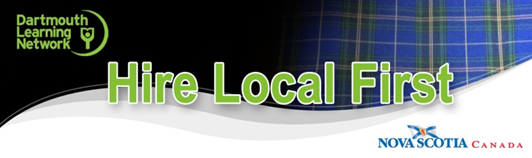 Dartmouth
Learning
Network
Hire Local First
NOVA SCOTIA CANADA